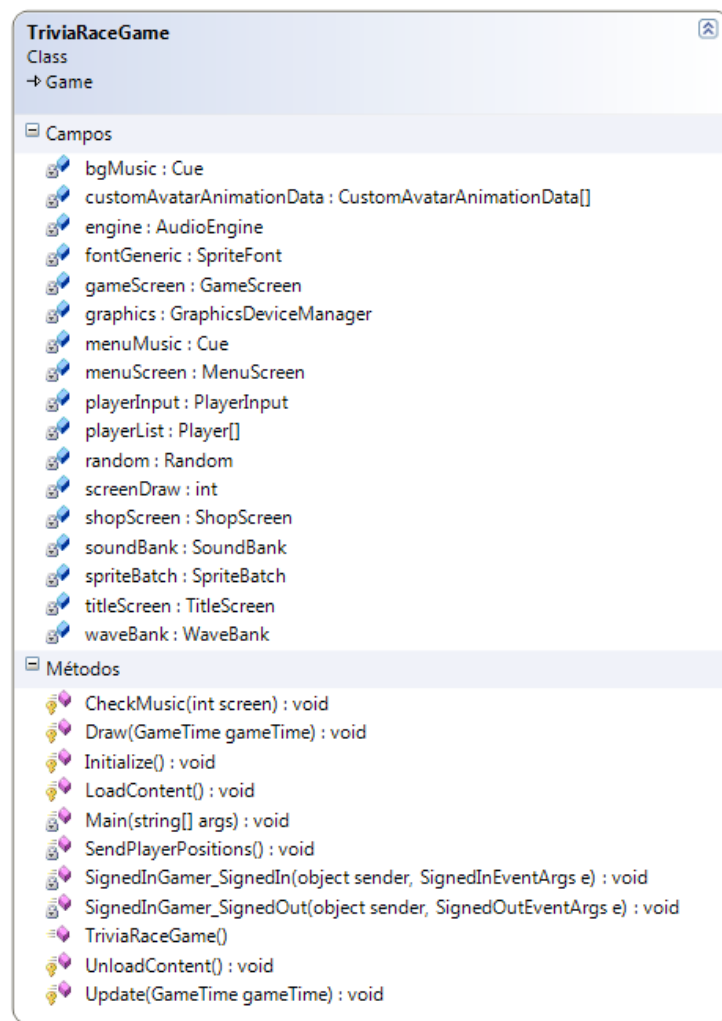 TriviaRaceGame
Class
Game
Campos
bgMusic : Cue
customAvatarAnimationData : CustomAvatarAnimationData[]
engine : AudioEngine
fontGeneric : SpriteFont
gameScreen : GameScreen
graphics : GraphicsDeviceManager
menuMusic : Cue
menuScreen : MenuScreen
playerInput : PlayerInput
playerList : Player[]
random : Random
screenDraw : int
shopScreen : ShopScreen
soundBank : SoundBank
spriteBatch : SpriteBatch
titleScreen : TitleScreen
waveBank : WaveBank
Métodos
CheckMusic(int screen) : void
Draw(GameTime gameTime) : void
Initialize() : void
LoadContent() : void
Main(string[] args) : void
SendPlayerPositions() : void
SignedInGamer_SignedIn(object sender, SignedInEventArgs e) : void
SignedInGamer_SignedOut(object sender, SignedOutEventArgs e) : void
TriviaRaceGame()
UnloadContent() : void
Update(GameTime gameTime) : void